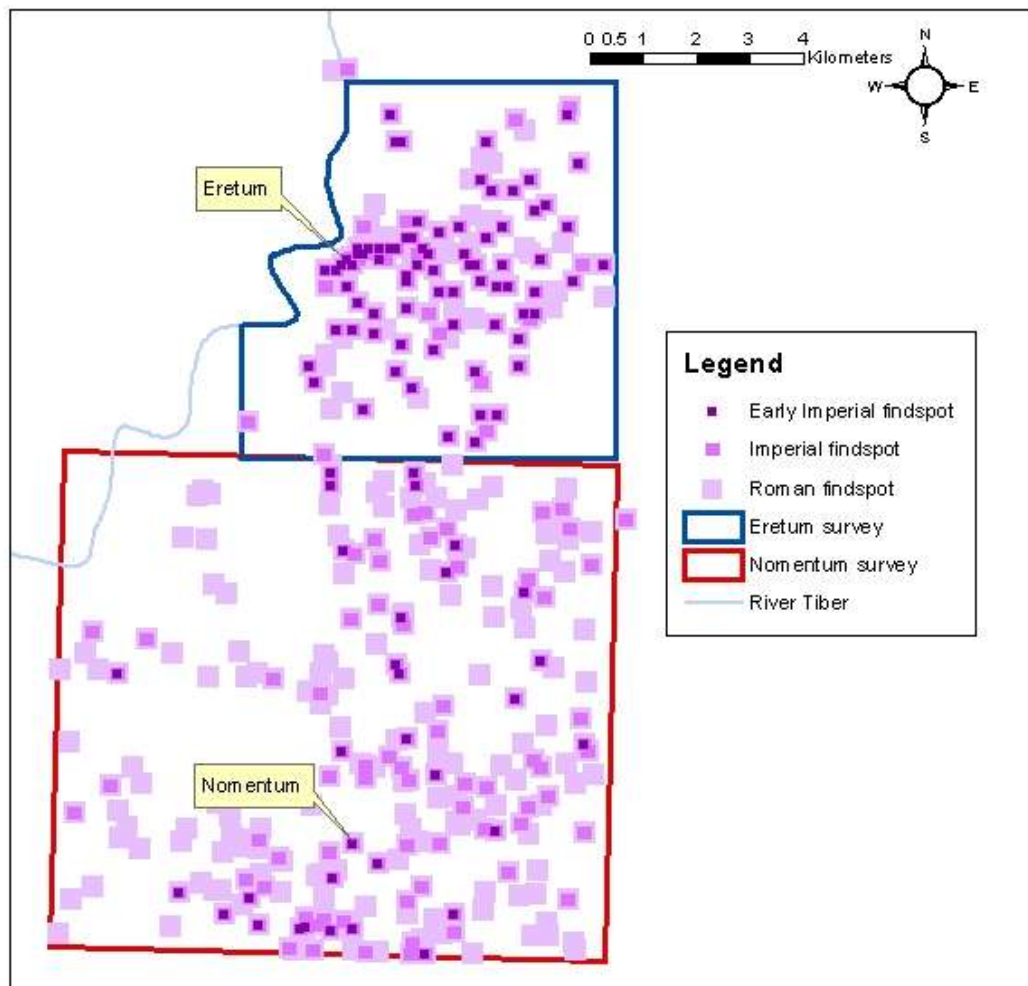 0 0.5 1 2 3 4
Kilometers
N
W E
S
Eretum
Legend
Early Imperial findspot
Imperial findspot
Roman findspot
Eretum survey
Nomentum survey
River Tiber
Nomentum